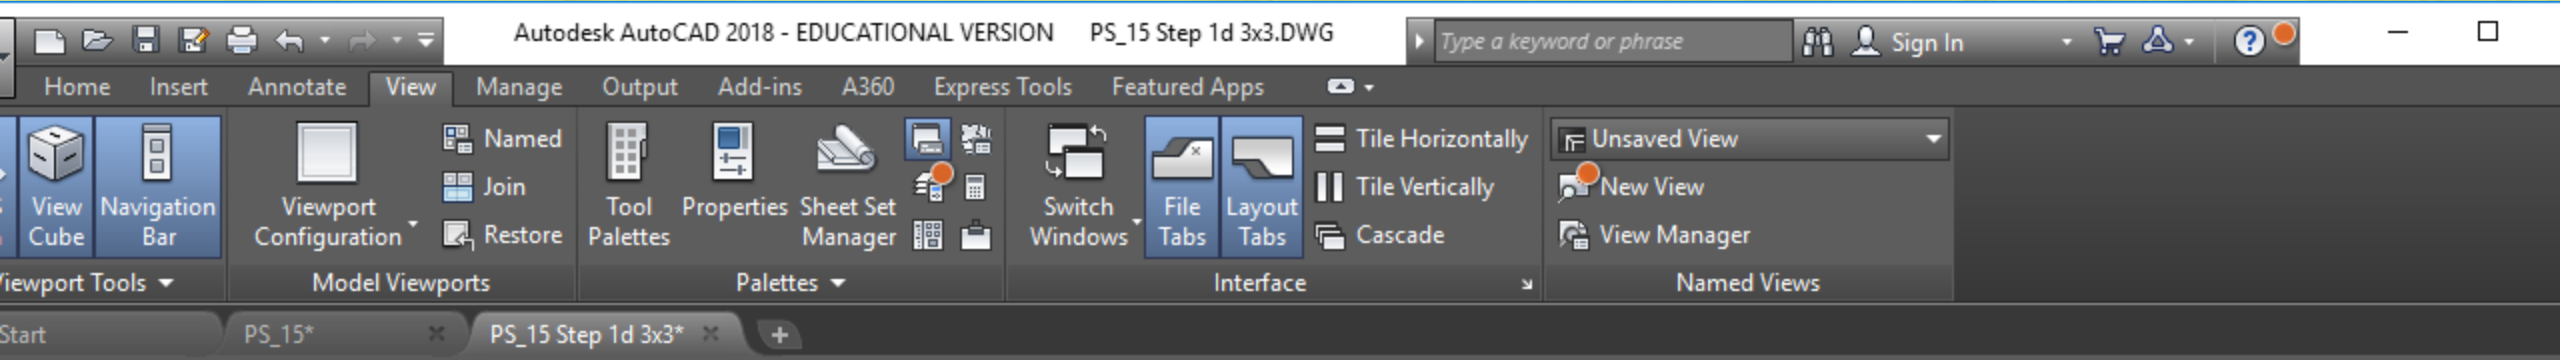 Autodesk AutoCAD 2018 - EDUCATIONAL VERSION PS_15 Step 1d 3x3.DWG
Type a keyword or phrase
Sign In
Home Insert Annotate View Manage Output Add-ins A360 Express Tools Featured Apps
View Cube
Navigation Bar
Viewport Configuration
Named
Join
Restore
Tool Palettes
Properties
Sheet Set Manager
Switch Windows
File Tabs
Layout Tabs
Tile Horizontally
Tile Vertically
Cascade
Unsaved View
New View
View Manager
iewport Tools
Model Viewports
Palettes
Interface
Named Views
Start
PS_15*
PS_15 Step 1d 3x3*